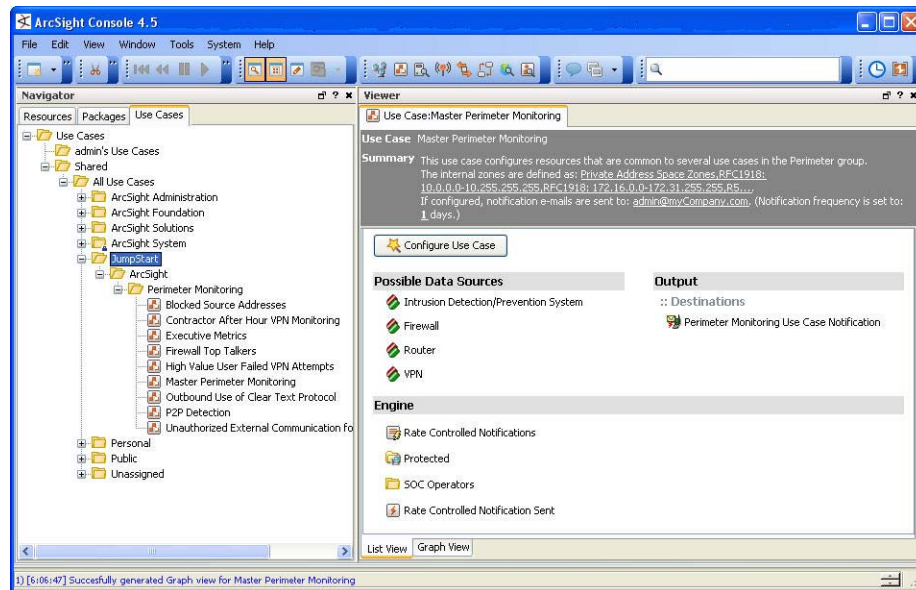 ArcSight Console 4.5
File Edit View Window Tools System Help
Navigator
Resources Packages Use Cases
Use Cases
admin's Use Cases
Shared
All Use Cases
ArcSight Administration
ArcSight Foundation
ArcSight Solutions
ArcSight System
JumpStart
ArcSight
Perimeter Monitoring
Blocked Source Addresses
Contractor After Hour VPN Monitoring
Executive Metrics
Firewall Top Talkers
High Value User Failed VPN Attempts
Master Perimeter Monitoring
Outbound Use of Clear Text Protocol
P2P Detection
Unauthorized External Communication fo
Personal
Public
Unassigned
Viewer
Use Case:Master Perimeter Monitoring
Use Case Master Perimeter Monitoring
Summary This use case configures resources that are common to several use cases in the Perimeter group.
The internal zones are defined as: Private Address Space Zones,RFC1918:
10.0.0.0-10.255.255.255,RFC1918: 172.16.0.0-172.31.255.255,R5....
If configured, notification e-mails are sent to: admin@myCompany.com. (Notification frequency is set to:
1 days.)
Configure Use Case
Possible Data Sources
Intrusion Detection/Prevention System
Firewall
Router
VPN
Output
:: Destinations
Perimeter Monitoring Use Case Notification
Engine
Rate Controlled Notifications
Protected
SOC Operators
Rate Controlled Notification Sent
List View Graph View
1) [6:06:47] Succesfully generated Graph view for Master Perimeter Monitoring